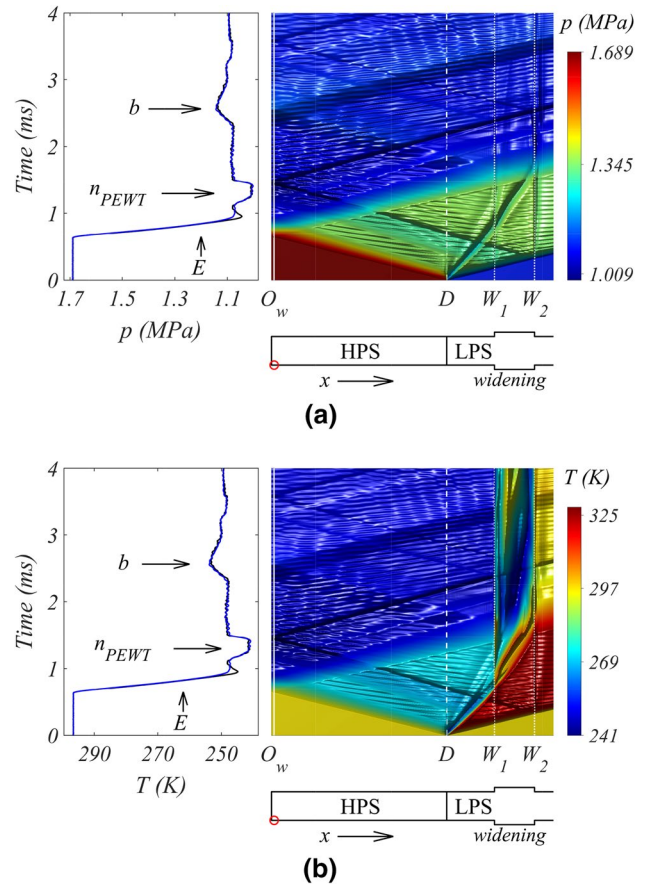 p (MPa)
4
3
2
1
0
Time (ms)
b
n_PEWT
E
1.7 1.5 1.3 1.1
p (MPa)
1.689
1.345
1.009
O_w D W_1 W_2
HPS LPS
x widening
(a)
T (K)
4
3
2
1
0
Time (ms)
b
n_PEWT
E
290 270 250
T (K)
325
297
269
241
O_w D W_1 W_2
HPS LPS
x widening
(b)